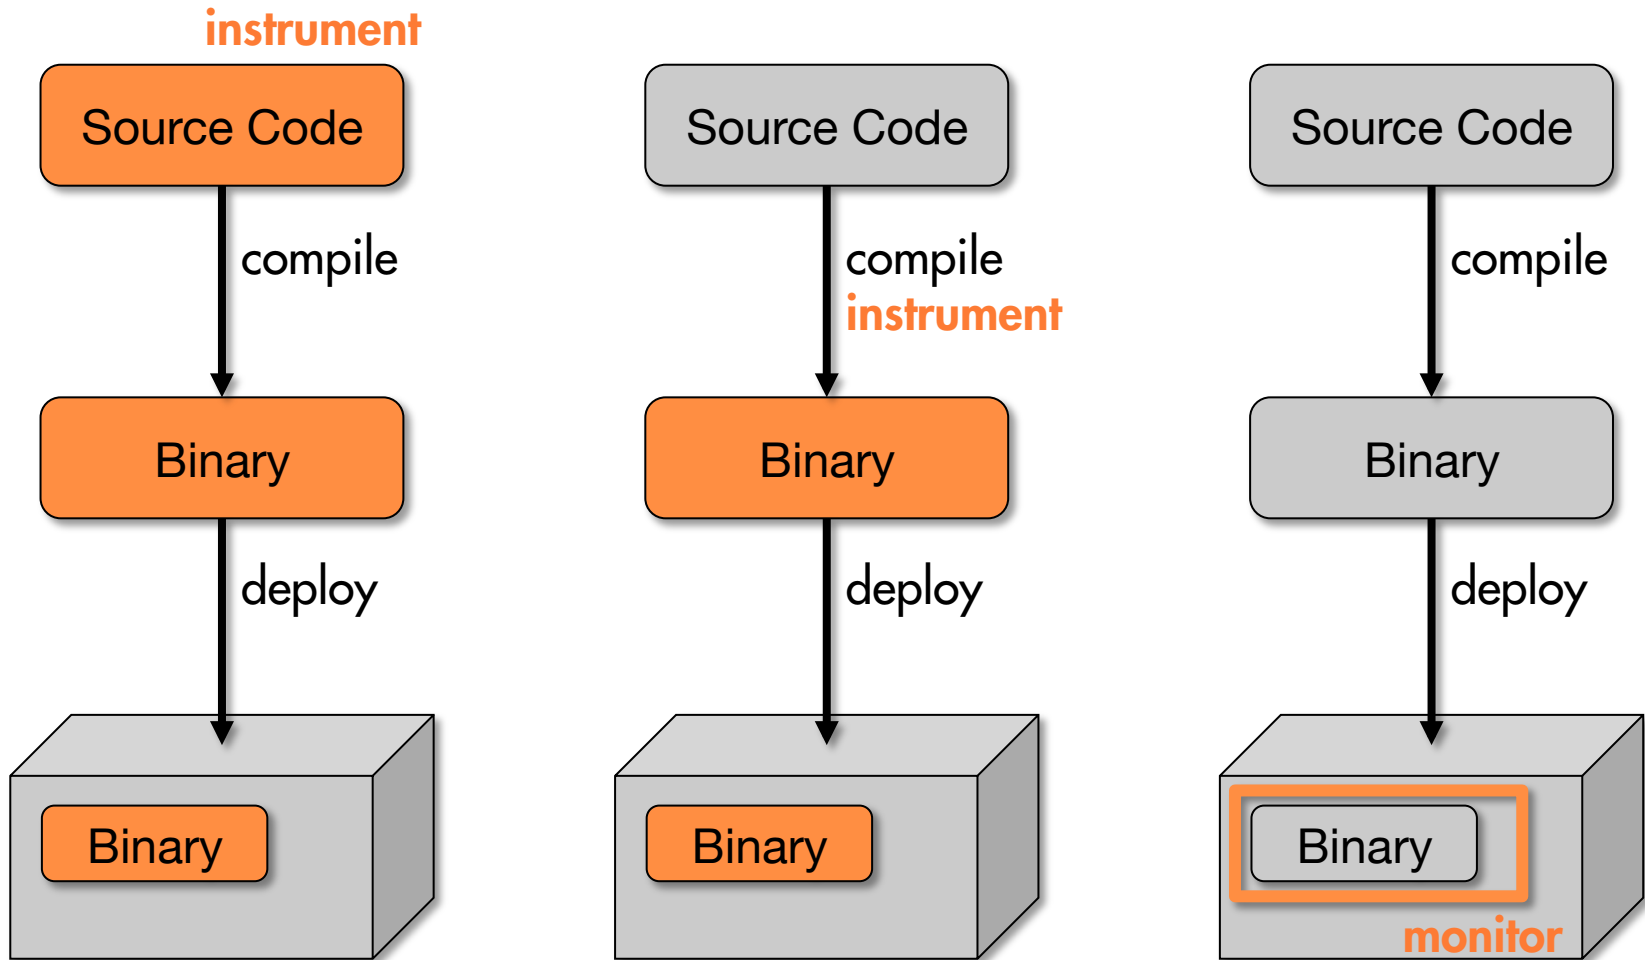 instrument
Source Code
compile
Binary
deploy
Binary
Source Code
compile
instrument
Binary
deploy
Binary
Source Code
compile
Binary
deploy
Binary
monitor